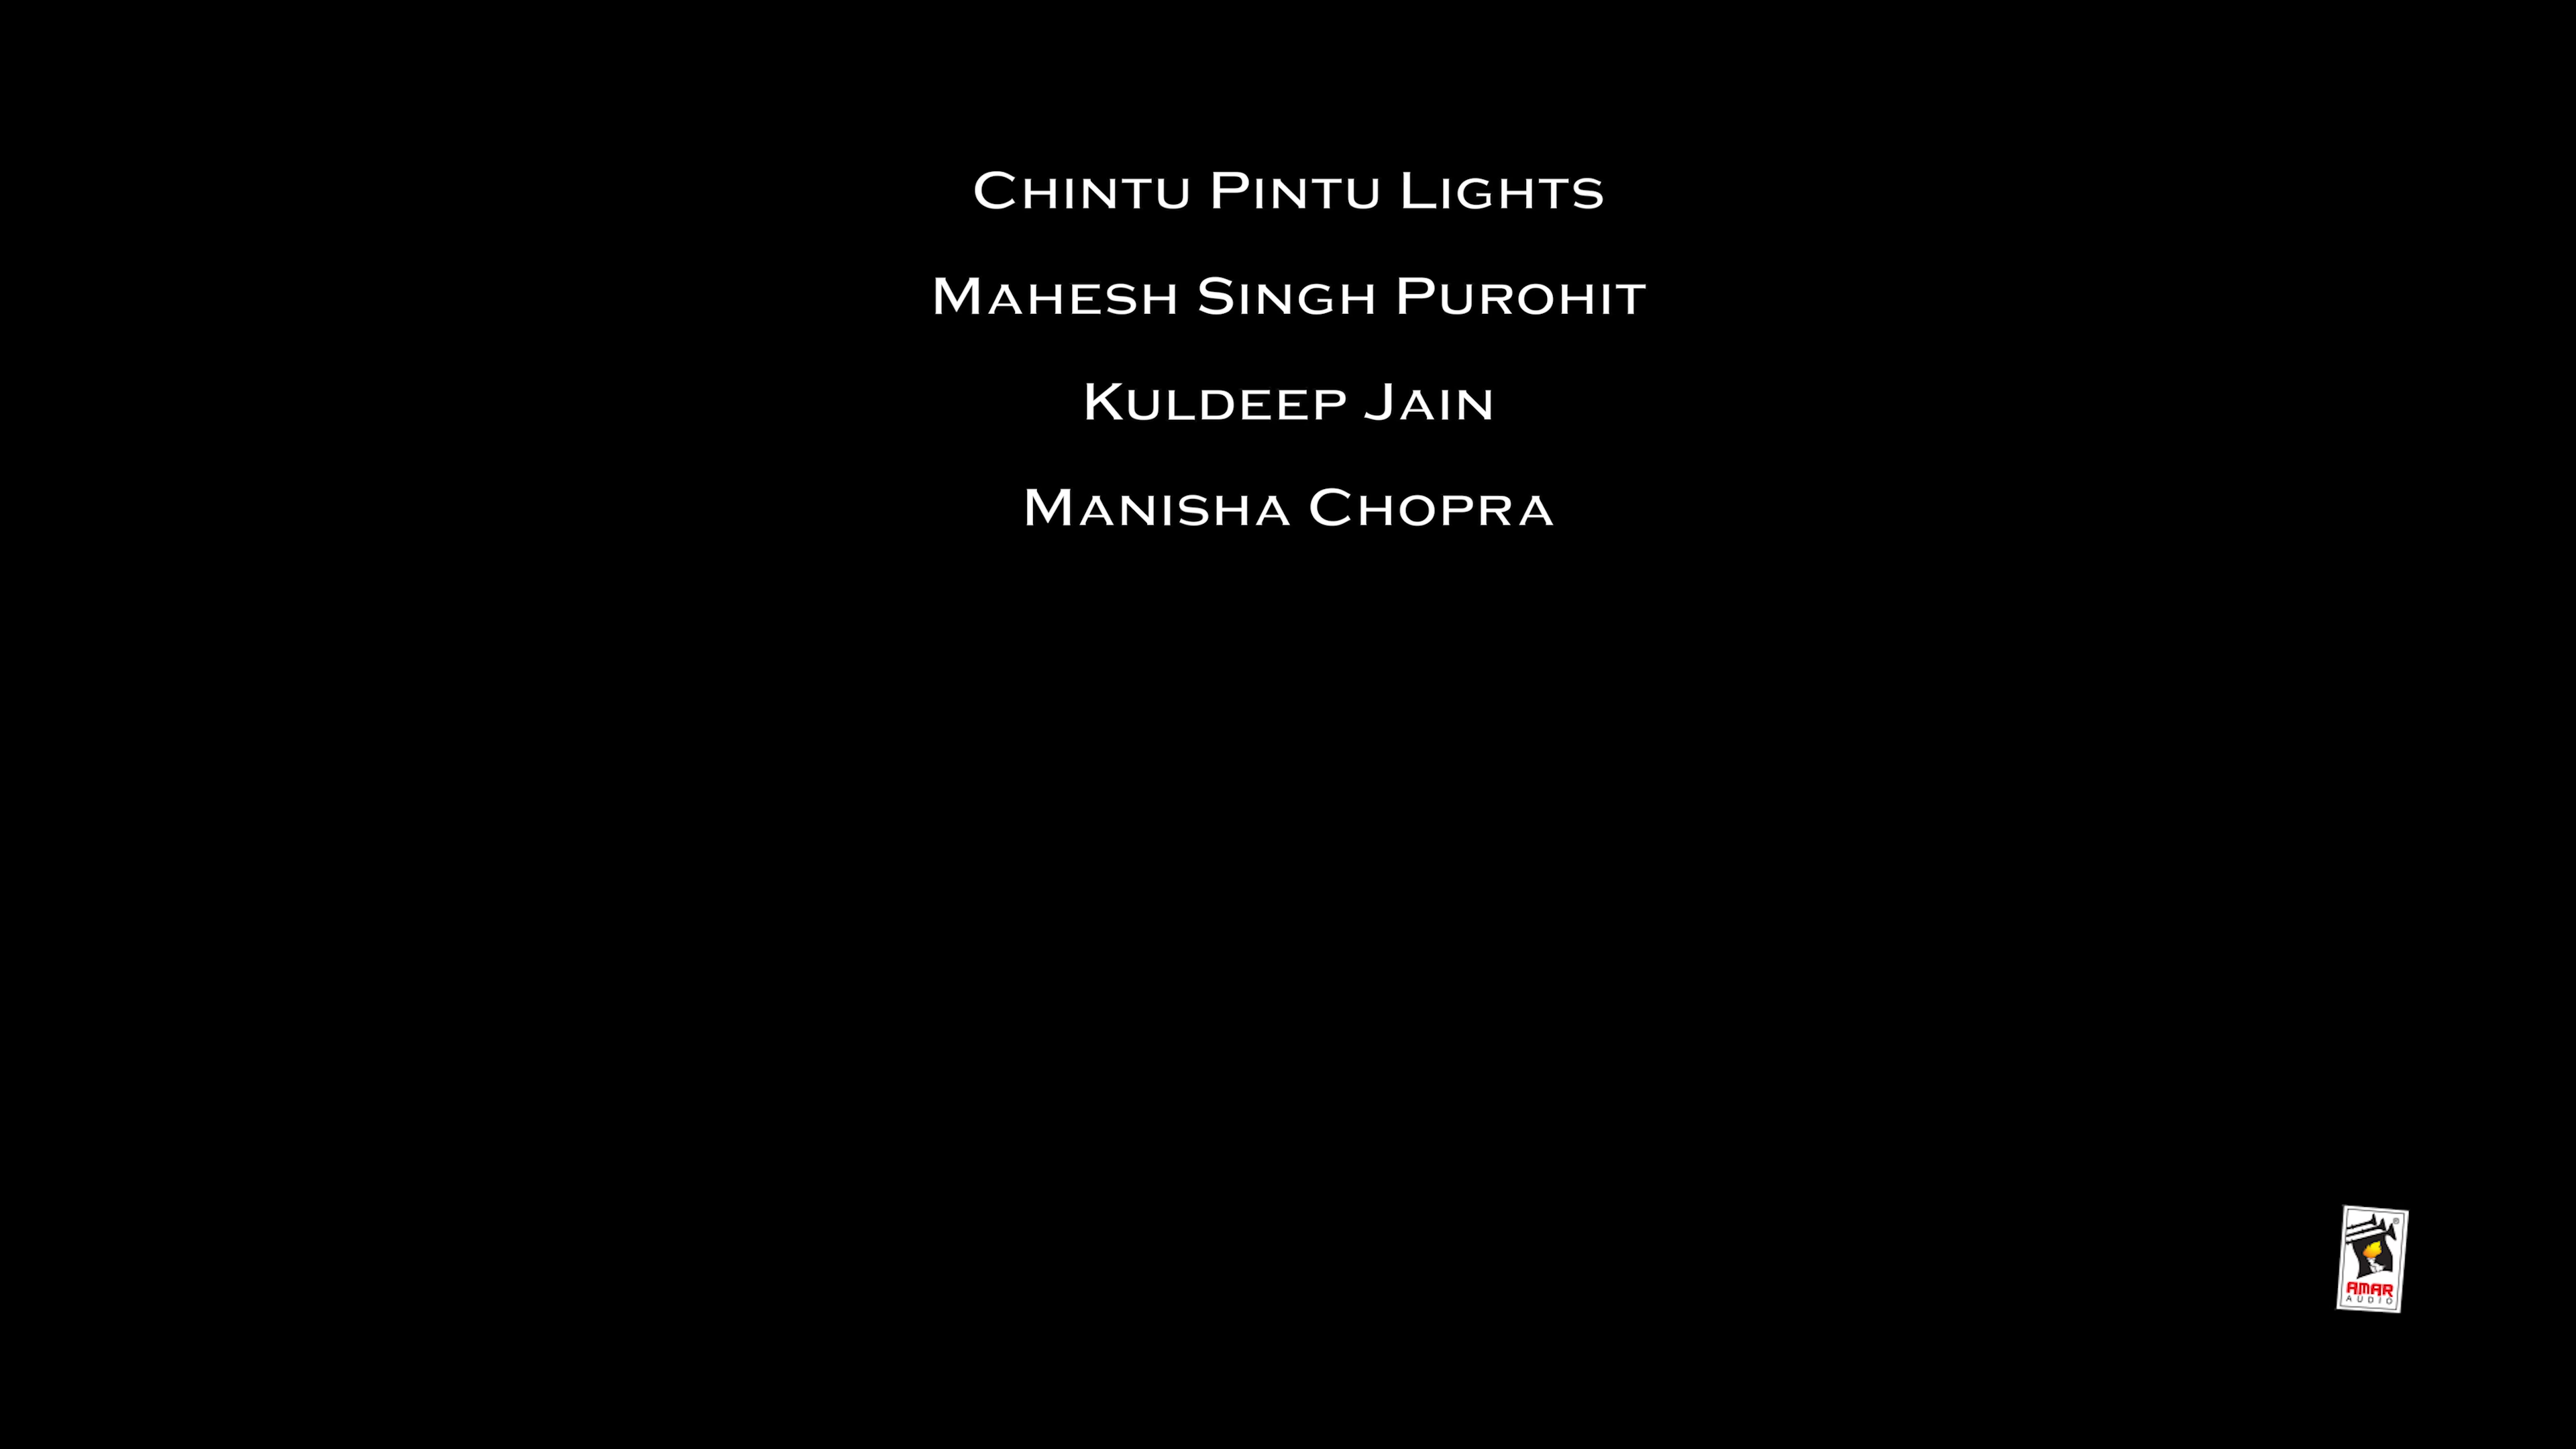 Chintu Pintu Lights
Mahesh Singh Purohit
Kuldeep Jain
Manisha Chopra
®
AMAR
AUDIO